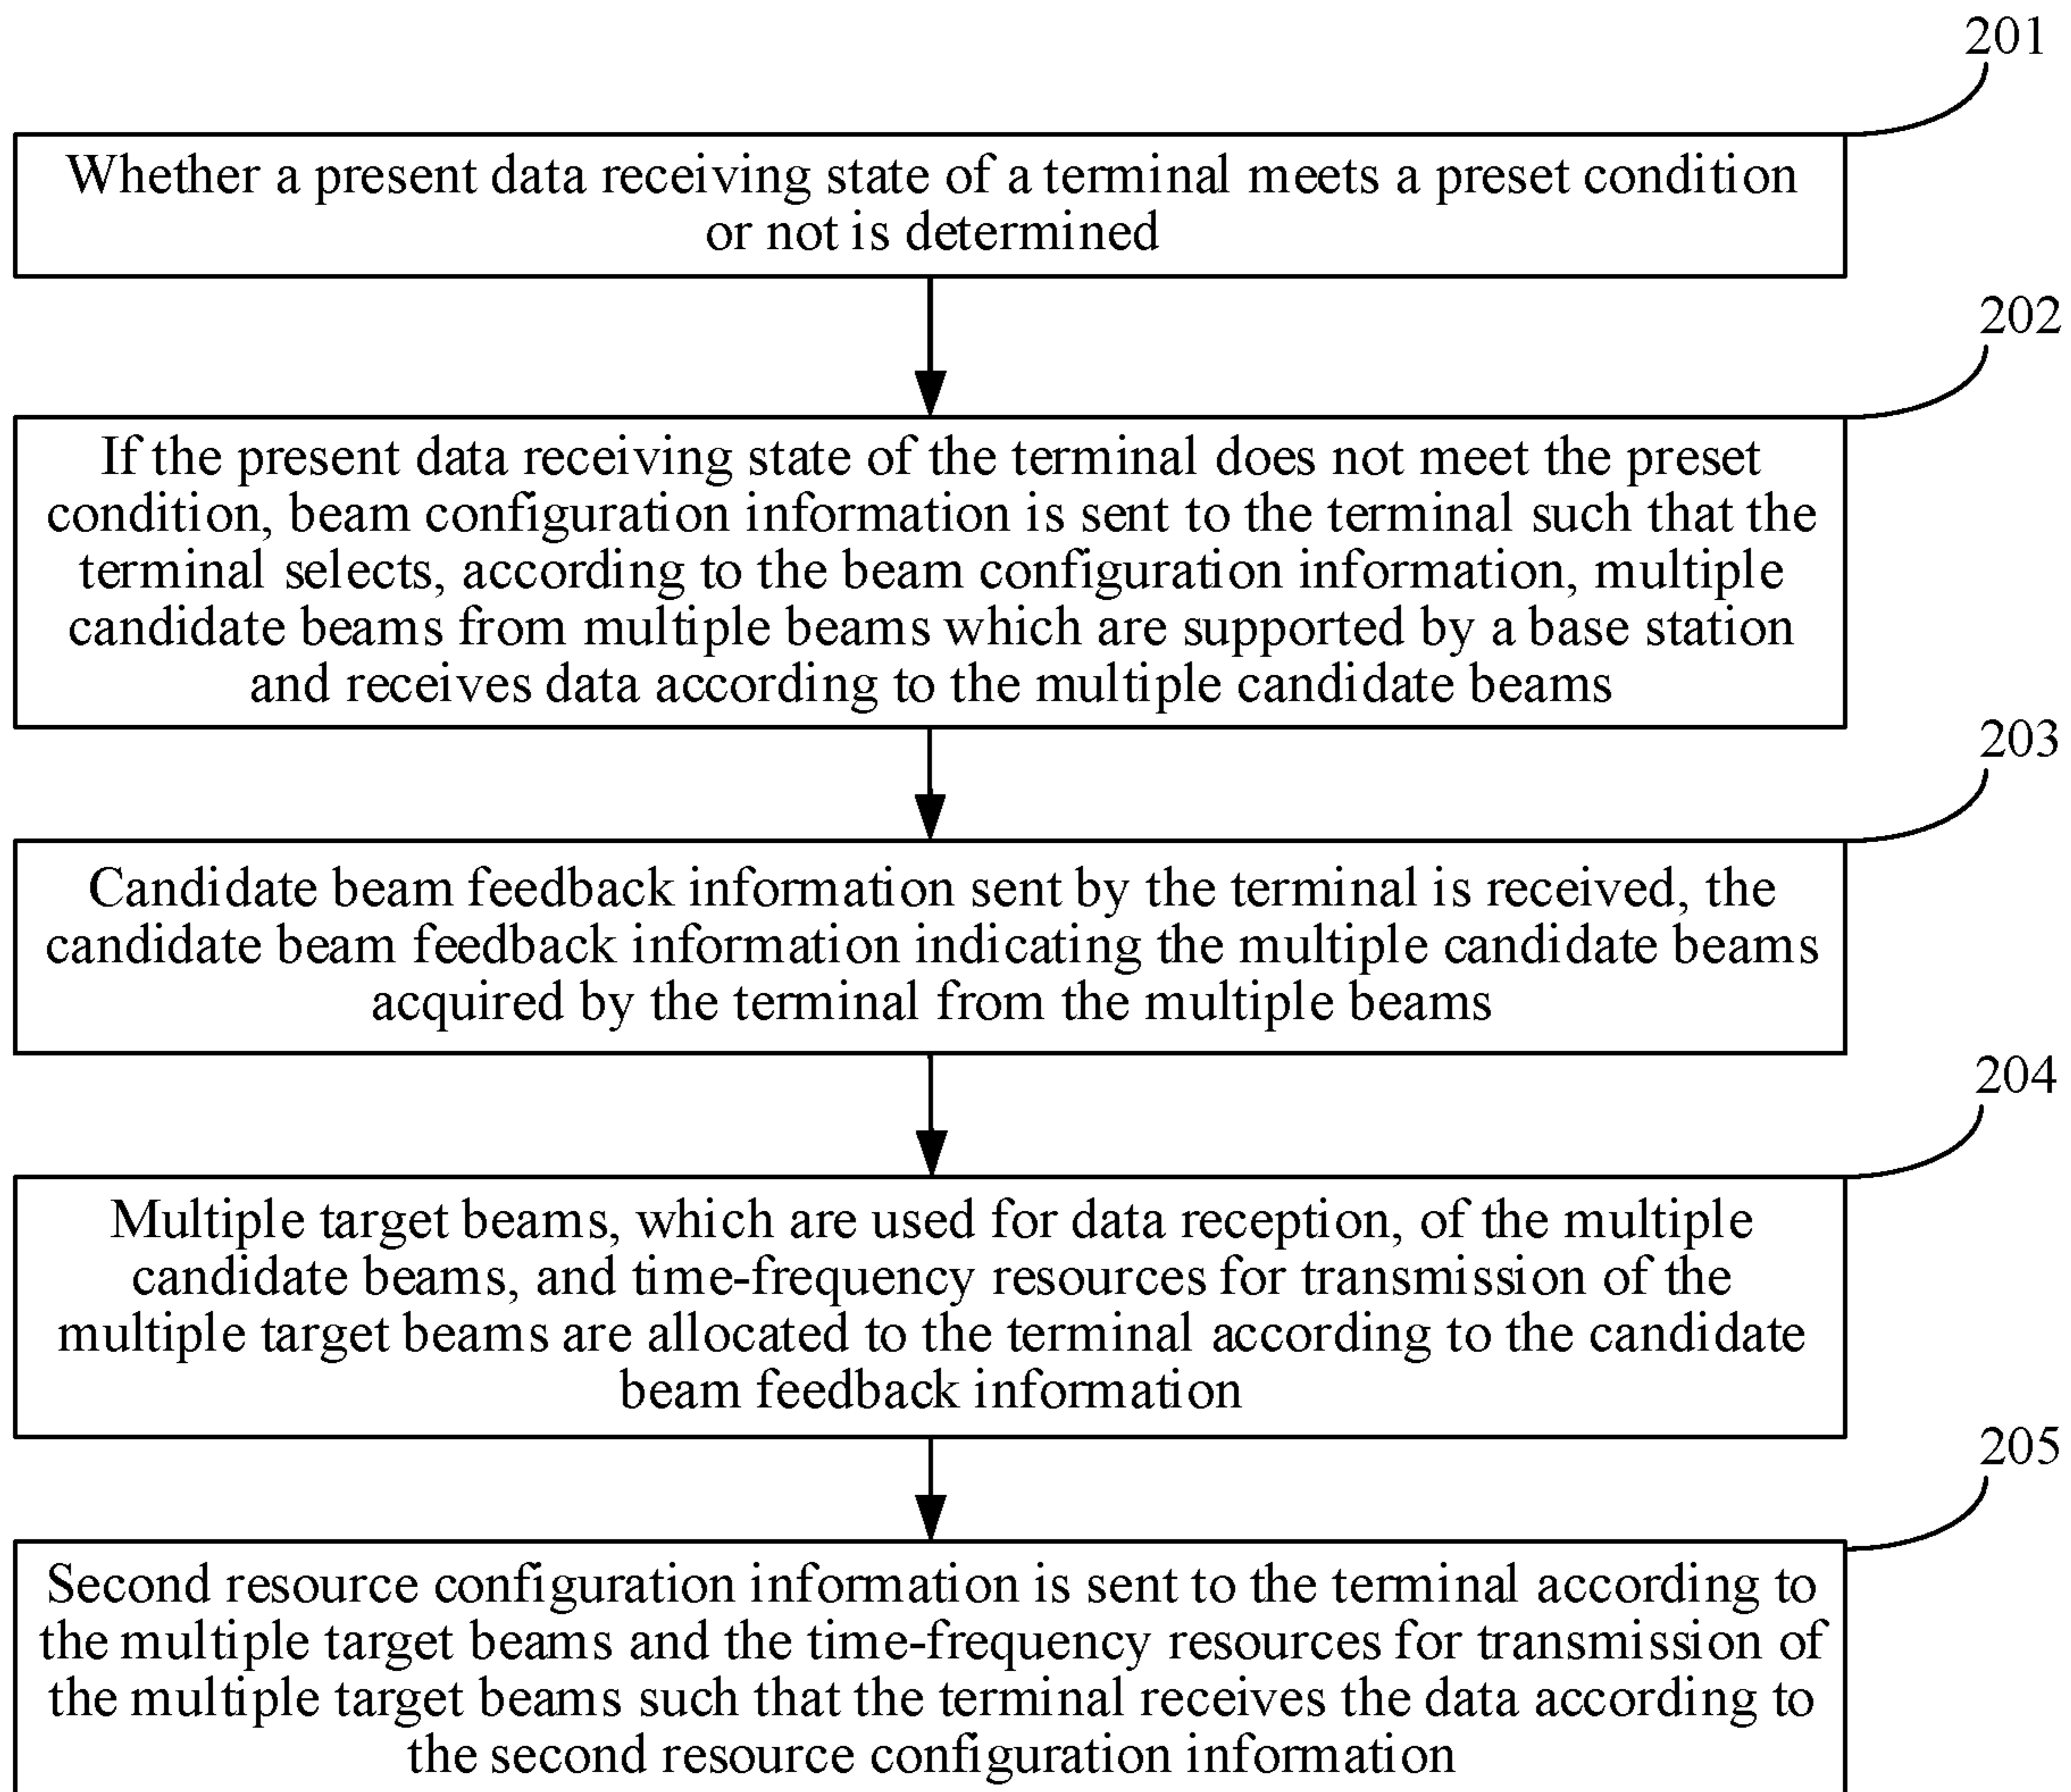 201
Whether a present data receiving state of a terminal meets a preset condition
or not is determined
202
If the present data receiving state of the terminal does not meet the preset
condition, beam configuration information is sent to the terminal such that the
terminal selects, according to the beam configuration information, multiple
candidate beams from multiple beams which are supported by a base station
and receives data according to the multiple candidate beams
203
Candidate beam feedback information sent by the terminal is received, the
candidate beam feedback information indicating the multiple candidate beams
acquired by the terminal from the multiple beams
204
Multiple target beams, which are used for data reception, of the multiple
candidate beams, and time-frequency resources for transmission of the
multiple target beams are allocated to the terminal according to the candidate
beam feedback information
205
Second resource configuration information is sent to the terminal according to
the multiple target beams and the time-frequency resources for transmission of
the multiple target beams such that the terminal receives the data according to
the second resource configuration information